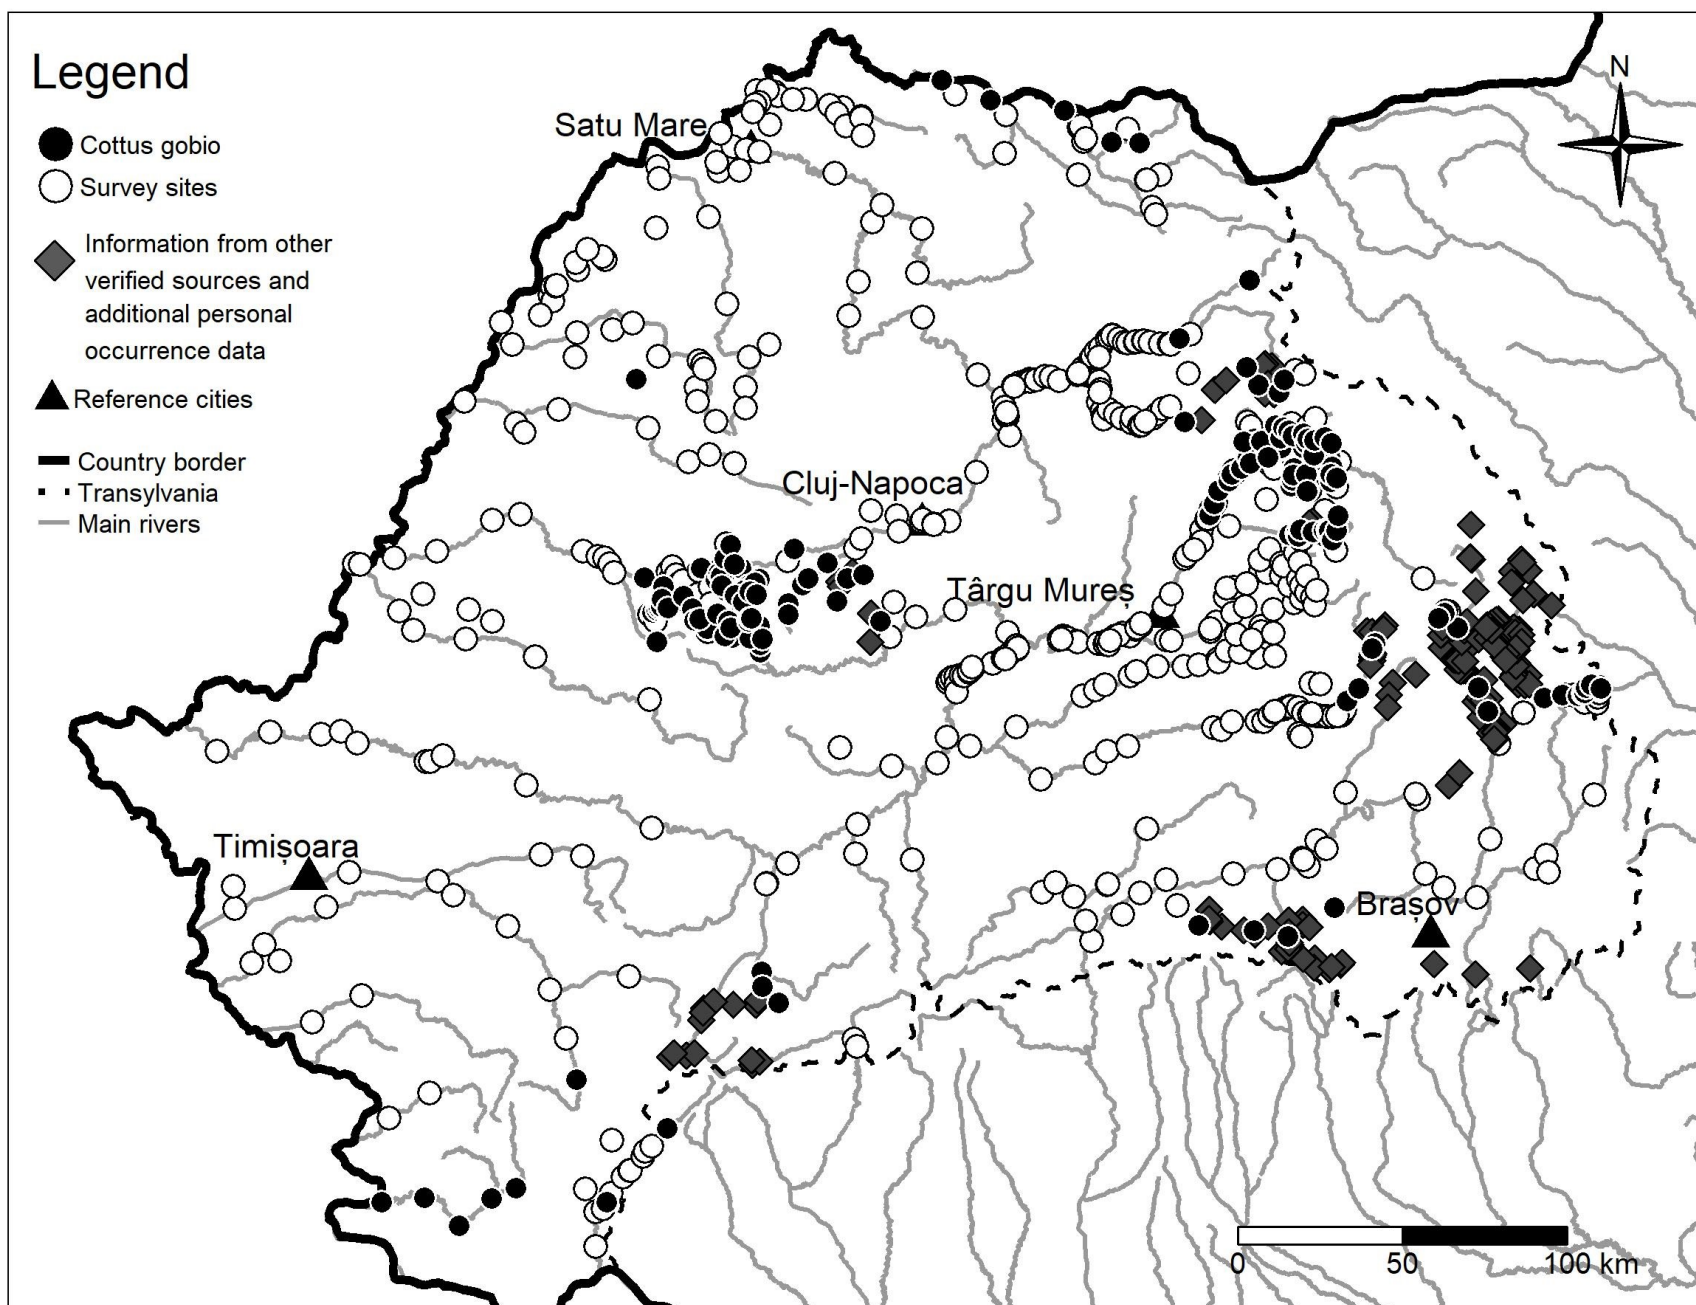 Legend
Cottus gobio
Survey sites
Information from other
verified sources and
additional personal
occurrence data
Reference cities
Country border
Transylvania
Main rivers
N
Satu Mare
Cluj-Napoca
Târgu Mureș
Timișoara
Brașov
0 50 100 km